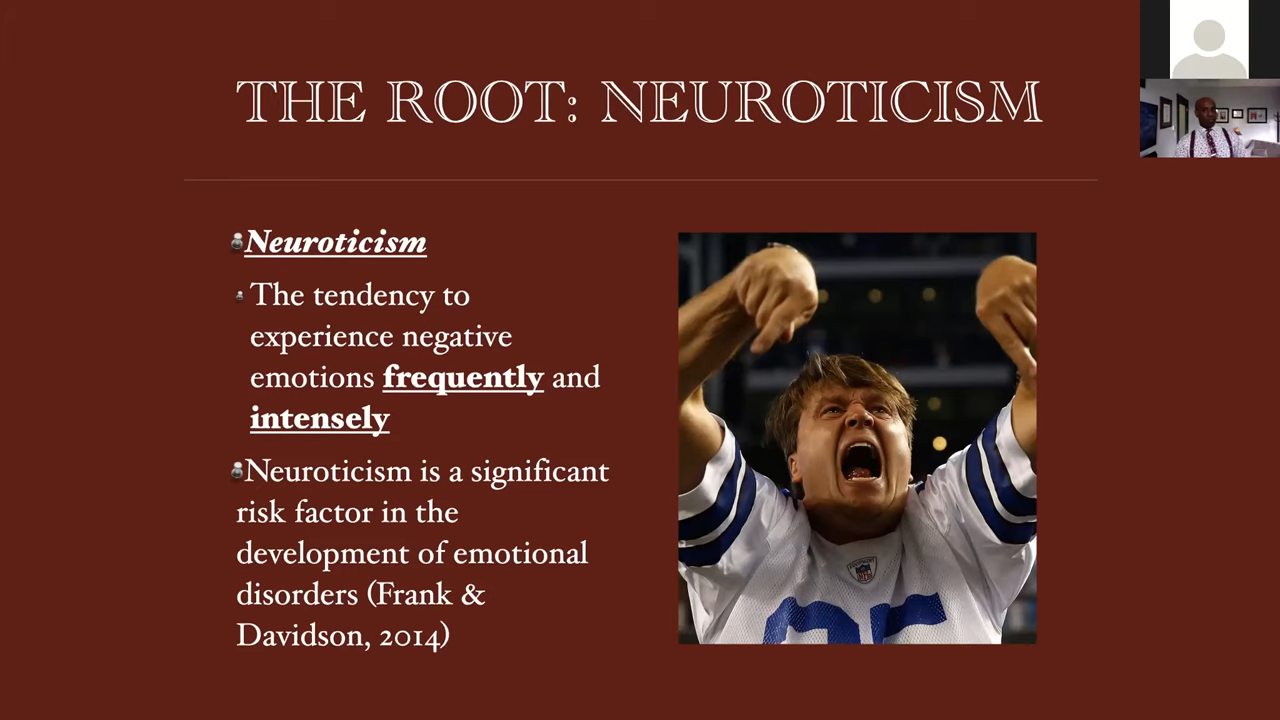 THE ROOT: NEUROTICISM
Neuroticism
The tendency to
experience negative
emotions frequently and
intensely
Neuroticism is a significant
risk factor in the
development of emotional
disorders (Frank &
Davidson, 2014)
NFL